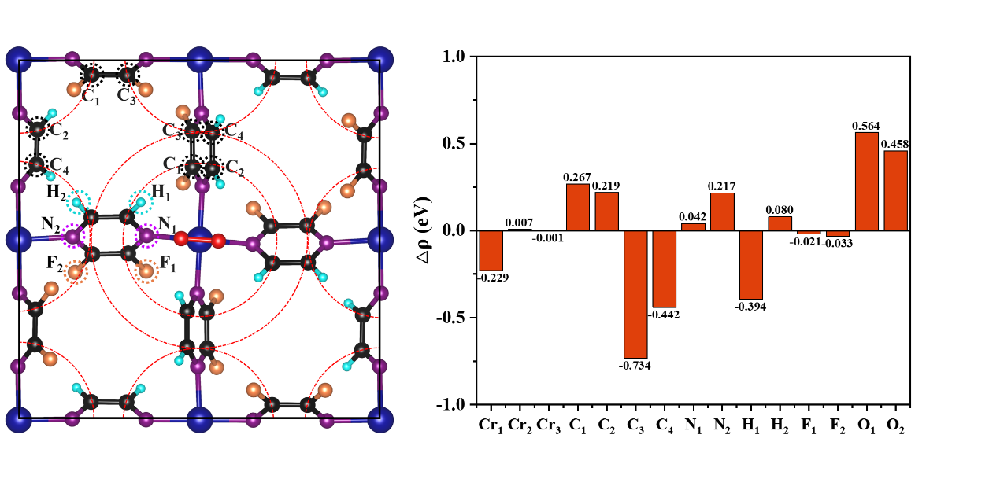 C₁ C₃
C₂
C₄
C₃ C₄
C₁ C₂
H₂ H₁
N₂ N₁
F₂ F₁
△ρ (eV)
1.0
0.5
0.0
-0.5
-1.0
-0.229
0.007
-0.001
0.267
0.219
-0.734
-0.442
0.042
0.217
-0.394
0.080
-0.021
-0.033
0.564
0.458
Cr₁ Cr₂ Cr₃ C₁ C₂ C₃ C₄ N₁ N₂ H₁ H₂ F₁ F₂ O₁ O₂